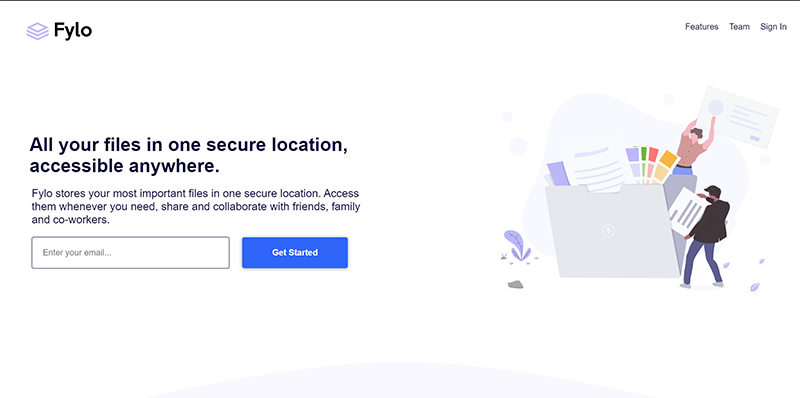 Fylo
Features Team Sign In
All your files in one secure location,
accessible anywhere.
Fylo stores your most important files in one secure location. Access
them whenever you need, share and collaborate with friends, family
and co-workers.
Enter your email...
Get Started